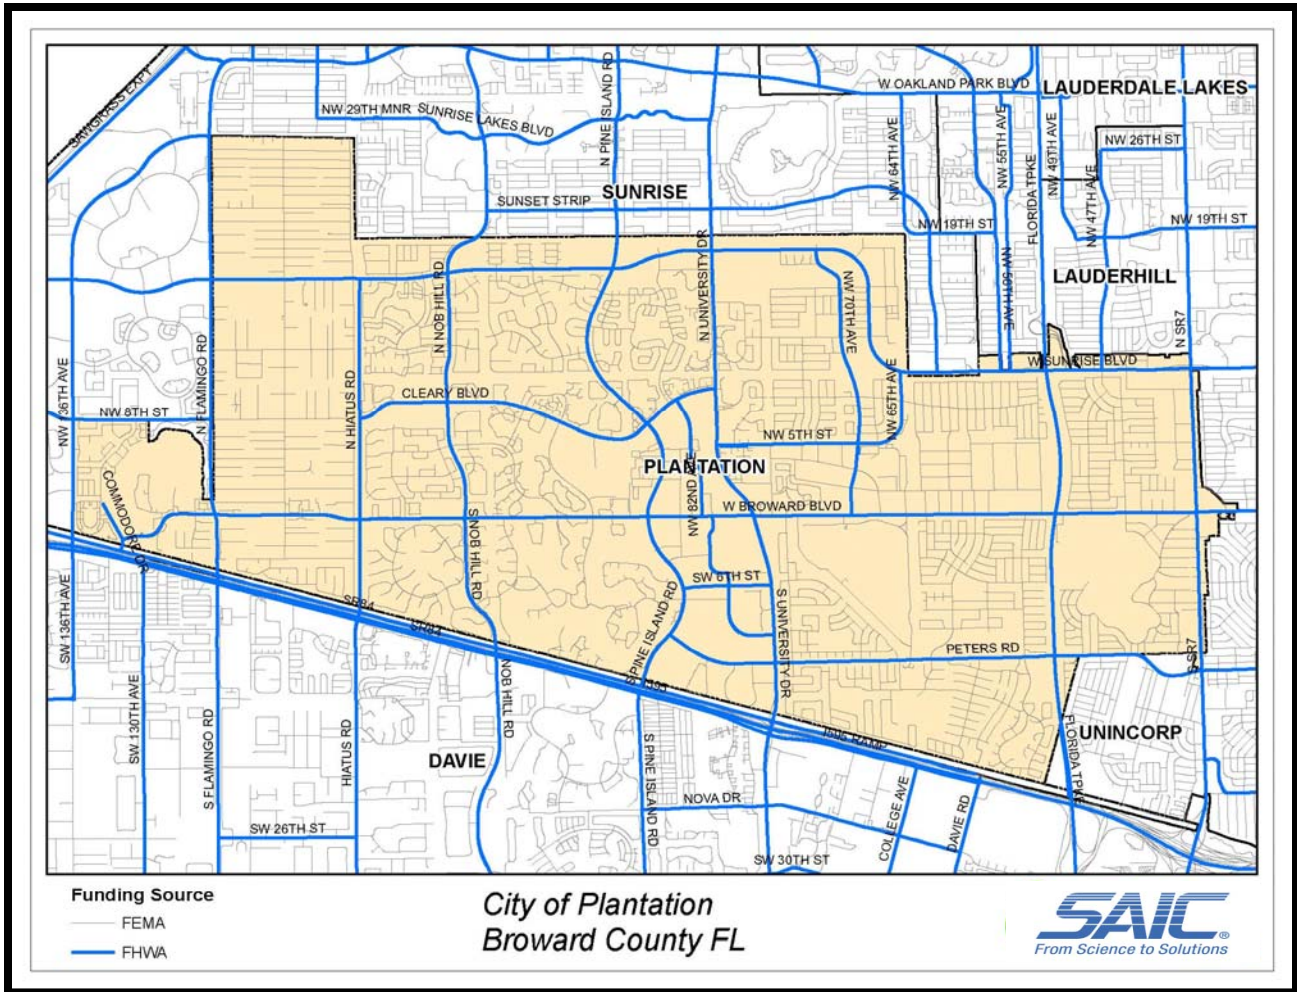 SAWGRASS EXPT
W OAKLAND PARK BLVD
LAUDERDALE LAKES
NW 29TH MNR
SUNRISE LAKES BLVD
N PINE ISLAND RD
NW 64TH AVE
NW 55TH AVE
NW 49TH AVE
NW 26TH ST
SUNRISE
SUNSET STRIP
FLORIDA TPKE
NW 47TH AVE
NW 19TH ST
NW 19TH ST
N NOB HILL RD
N UNIVERSITY DR
NW 70TH AVE
NW 56TH AVE
LAUDERHILL
N SR7
NW 136TH AVE
N FLAMINGO RD
N HIATUS RD
CLEARY BLVD
NW 65TH AVE
W SUNRISE BLVD
NW 8TH ST
NW 5TH ST
PLANTATION
NW 82ND AVE
W BROWARD BLVD
COMMODORE DR
S NOB HILL RD
SW 6TH ST
SW 136TH AVE
SR84
SR84
S PINE ISLAND RD
S UNIVERSITY DR
PETERS RD
S SR7
SW 130TH AVE
S FLAMINGO RD
HIATUS RD
NOB HILL RD
I595
I595 RAMP
FLORIDA TPKE
UNINCORP
DAVIE
S PINE ISLAND RD
NOVA DR
COLLEGE AVE
DAVIE RD
SW 26TH ST
SW 30TH ST
Funding Source
FEMA
FHWA
City of Plantation
Broward County FL
SAIC®
From Science to Solutions